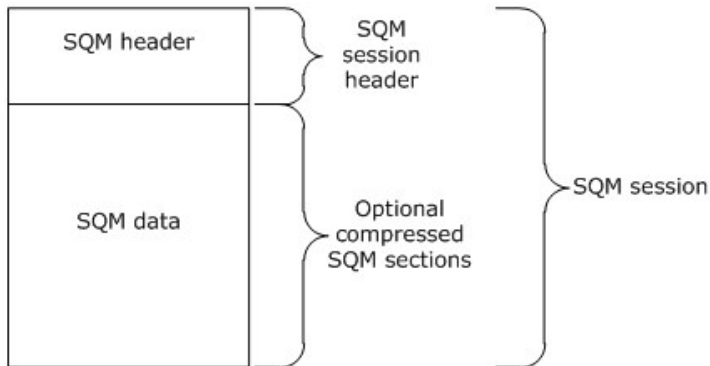 SQM header
SQM
session
header
SQM data
Optional
compressed
SQM sections
SQM session